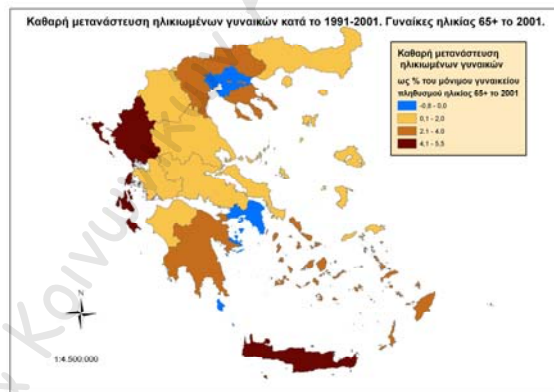 Καθαρή μετανάστευση ηλικιωμένων γυναικών κατά το 1991-2001. Γυναίκες ηλικίας 65+ το 2001.
Καθαρή μετανάστευση
ηλικιωμένων γυναικών
ως % του μόνιμου γυναικείου
πληθυσμού ηλικίας 65+ το 2001
-0,8 - 0,0
0,1 - 2,0
2,1 - 4,0
4,1 - 5,5
N
1:4.500.000
Κοινωνικών